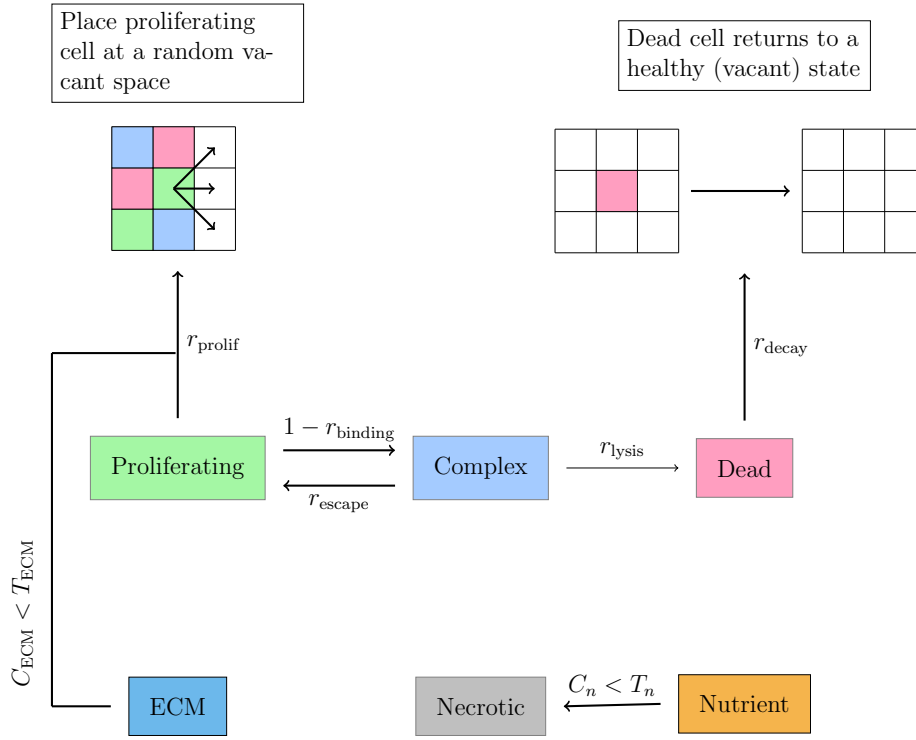 Place proliferating
cell at a random va-
cant space
Dead cell returns to a
healthy (vacant) state
r_prolif
r_decay
1 − r_binding
Proliferating
Complex
r_lysis
Dead
r_escape
C_ECM < T_ECM
C_n < T_n
ECM
Necrotic
Nutrient